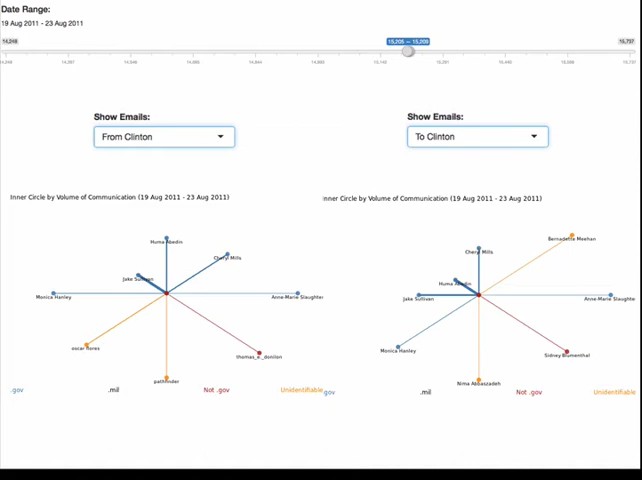 Date Range:
19 Aug 2011 - 23 Aug 2011
14,248 15,205 — 15,209 15,737
Show Emails: Show Emails:
From Clinton To Clinton
Inner Circle by Volume of Communication (19 Aug 2011 - 23 Aug 2011)
nner Circle by Volume of Communication (19 Aug 2011 - 23 Aug 2011)
Huma Abedin
Cheryl Mills
Jake Sullivan
Monica Hanley
Anne-Marie Slaughter
oscar flores
thomas_e_donilon
pathfinder
.gov .mil Not .gov Unidentifiable
Bernadette Meehan
Cheryl Mills
Huma Abedin
Jake Sullivan
Anne-Marie Slaughte
Monica Hanley
Sidney Blumenthal
Nima Abbaszadeh
.gov .mil Not .gov Unidentifiable